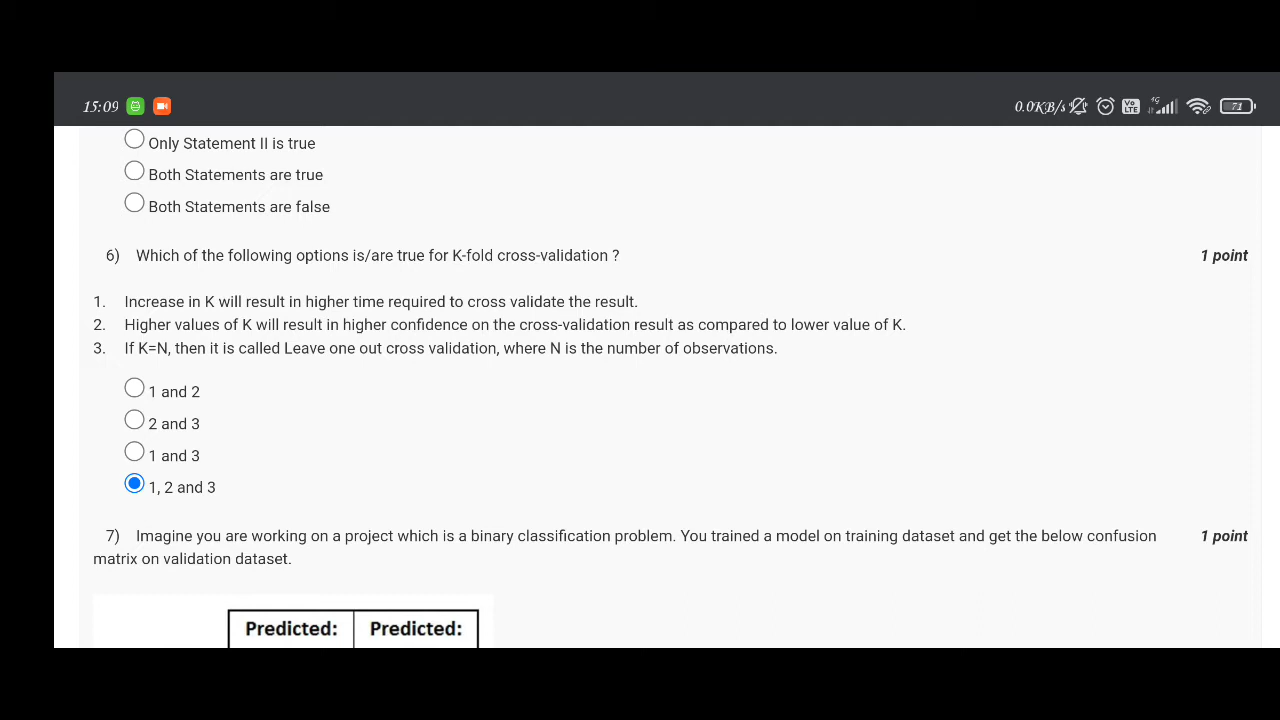 15:09 0.0KB/s Vo LTE 4G 71
Only Statement II is true
Both Statements are true
Both Statements are false
6) Which of the following options is/are true for K-fold cross-validation ? 1 point
1. Increase in K will result in higher time required to cross validate the result.
2. Higher values of K will result in higher confidence on the cross-validation result as compared to lower value of K.
3. If K=N, then it is called Leave one out cross validation, where N is the number of observations.
1 and 2
2 and 3
1 and 3
1, 2 and 3
7) Imagine you are working on a project which is a binary classification problem. You trained a model on training dataset and get the below confusion 1 point
matrix on validation dataset.
Predicted: Predicted: